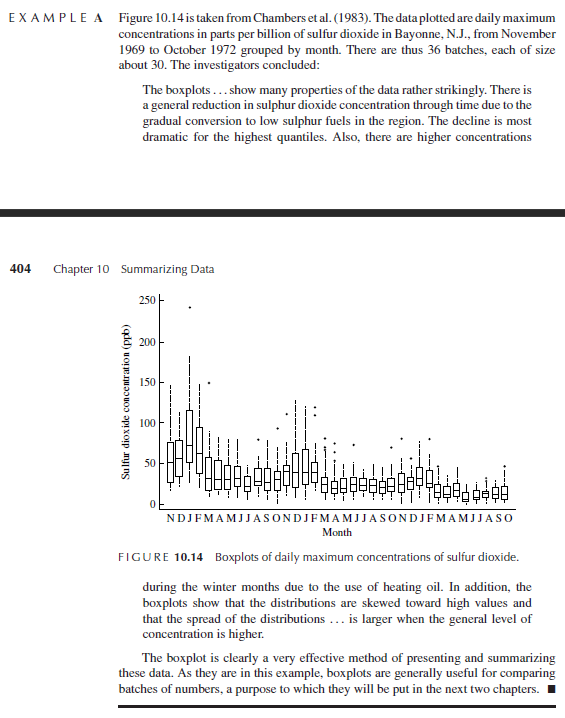 EXAMPLE A Figure 10.14 is taken from Chambers et al. (1983). The data plotted are daily maximum
concentrations in parts per billion of sulfur dioxide in Bayonne, N.J., from November
1969 to October 1972 grouped by month. There are thus 36 batches, each of size
about 30. The investigators concluded:
The boxplots . . . show many properties of the data rather strikingly. There is
a general reduction in sulphur dioxide concentration through time due to the
gradual conversion to low sulphur fuels in the region. The decline is most
dramatic for the highest quantiles. Also, there are higher concentrations
404 Chapter 10 Summarizing Data
250
200
150
100
50
0
Sulfur dioxide concentration (ppb)
N D J F M A M J J A S O N D J F M A M J J A S O N D J F M A M J J A S O
Month
FIGURE 10.14 Boxplots of daily maximum concentrations of sulfur dioxide.
during the winter months due to the use of heating oil. In addition, the
boxplots show that the distributions are skewed toward high values and
that the spread of the distributions . . . is larger when the general level of
concentration is higher.
The boxplot is clearly a very effective method of presenting and summarizing
these data. As they are in this example, boxplots are generally useful for comparing
batches of numbers, a purpose to which they will be put in the next two chapters. ■